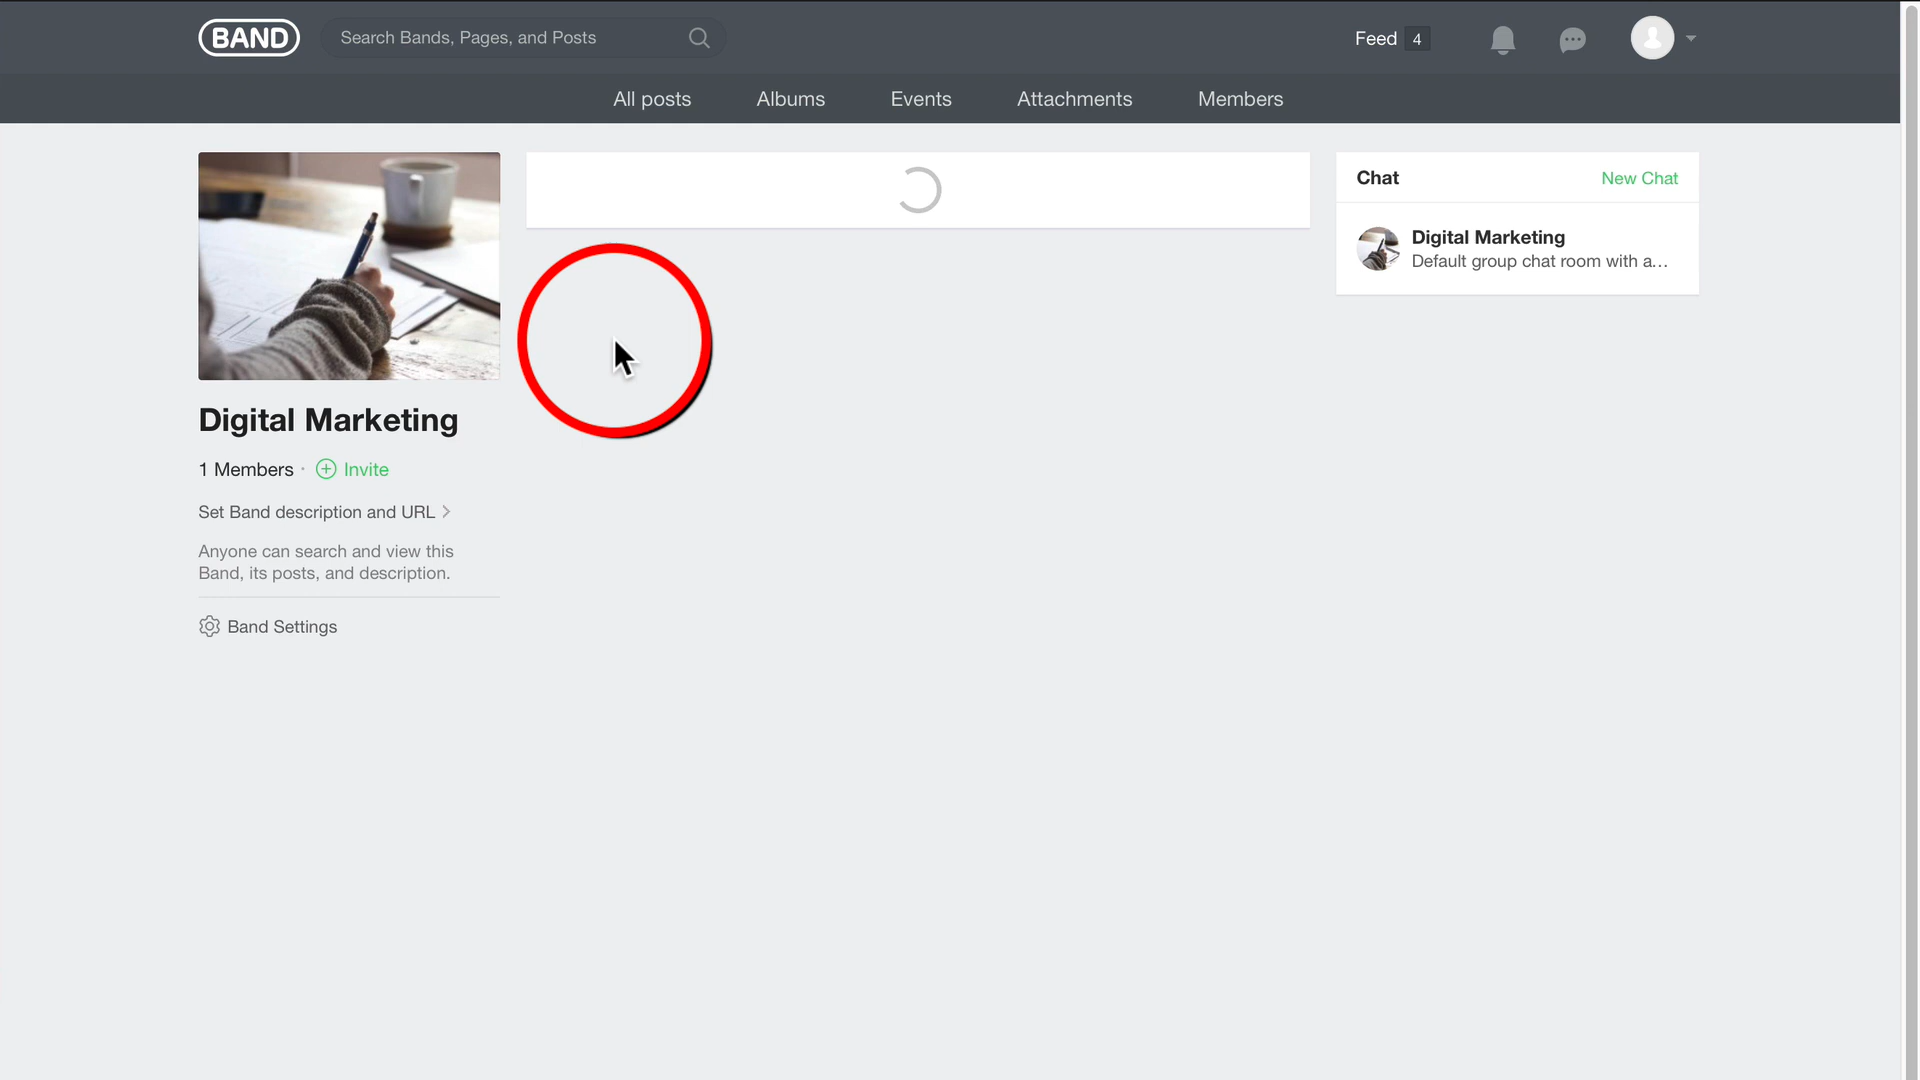 BAND
Search Bands, Pages, and Posts
Feed 4
All posts
Albums
Events
Attachments
Members
Digital Marketing
1 Members · Invite
Set Band description and URL
Anyone can search and view this
Band, its posts, and description.
Band Settings
Chat
New Chat
Digital Marketing
Default group chat room with a...